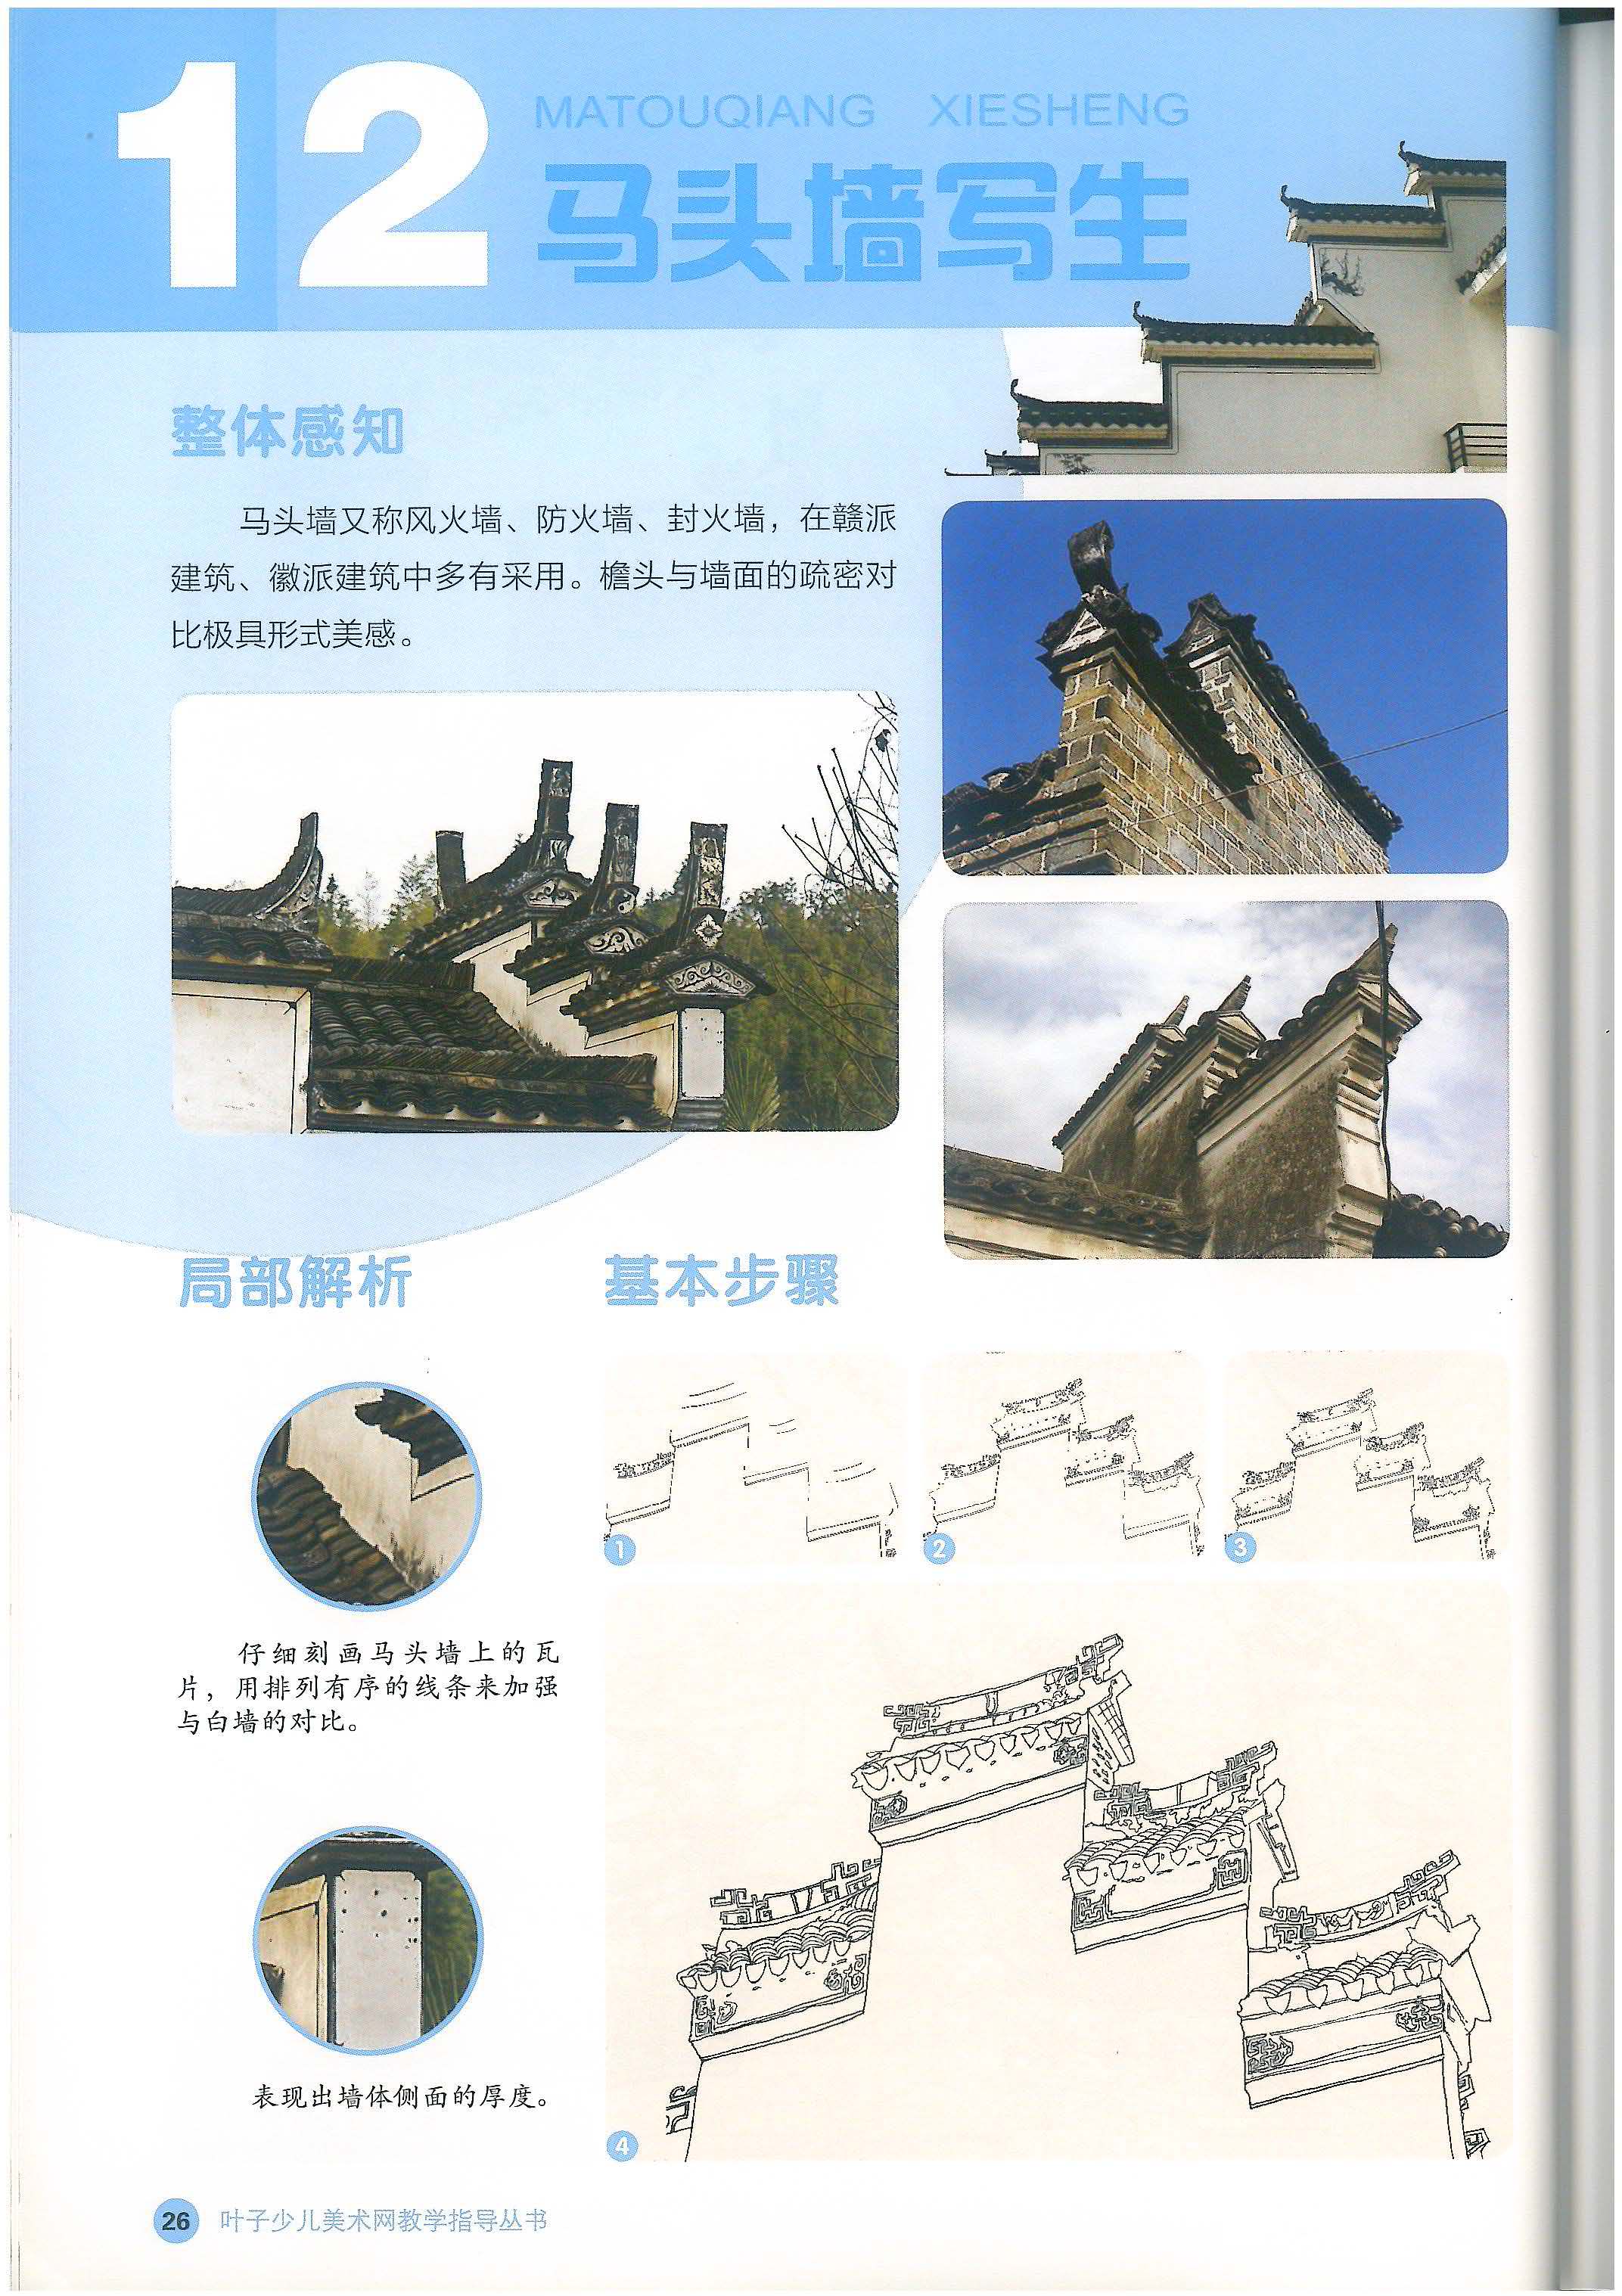 12
MATOUQIANG XIESHENG
马头墙写生
整体感知
马头墙又称风火墙、防火墙、封火墙，在赣派
建筑、徽派建筑中多有采用。檐头与墙面的疏密对
比极具形式美感。
局部解析
仔细刻画马头墙上的瓦
片，用排列有序的线条来加强
与白墙的对比。
表现出墙体侧面的厚度。
基本步骤
1
2
3
4
26 叶子少儿美术网教学指导丛书